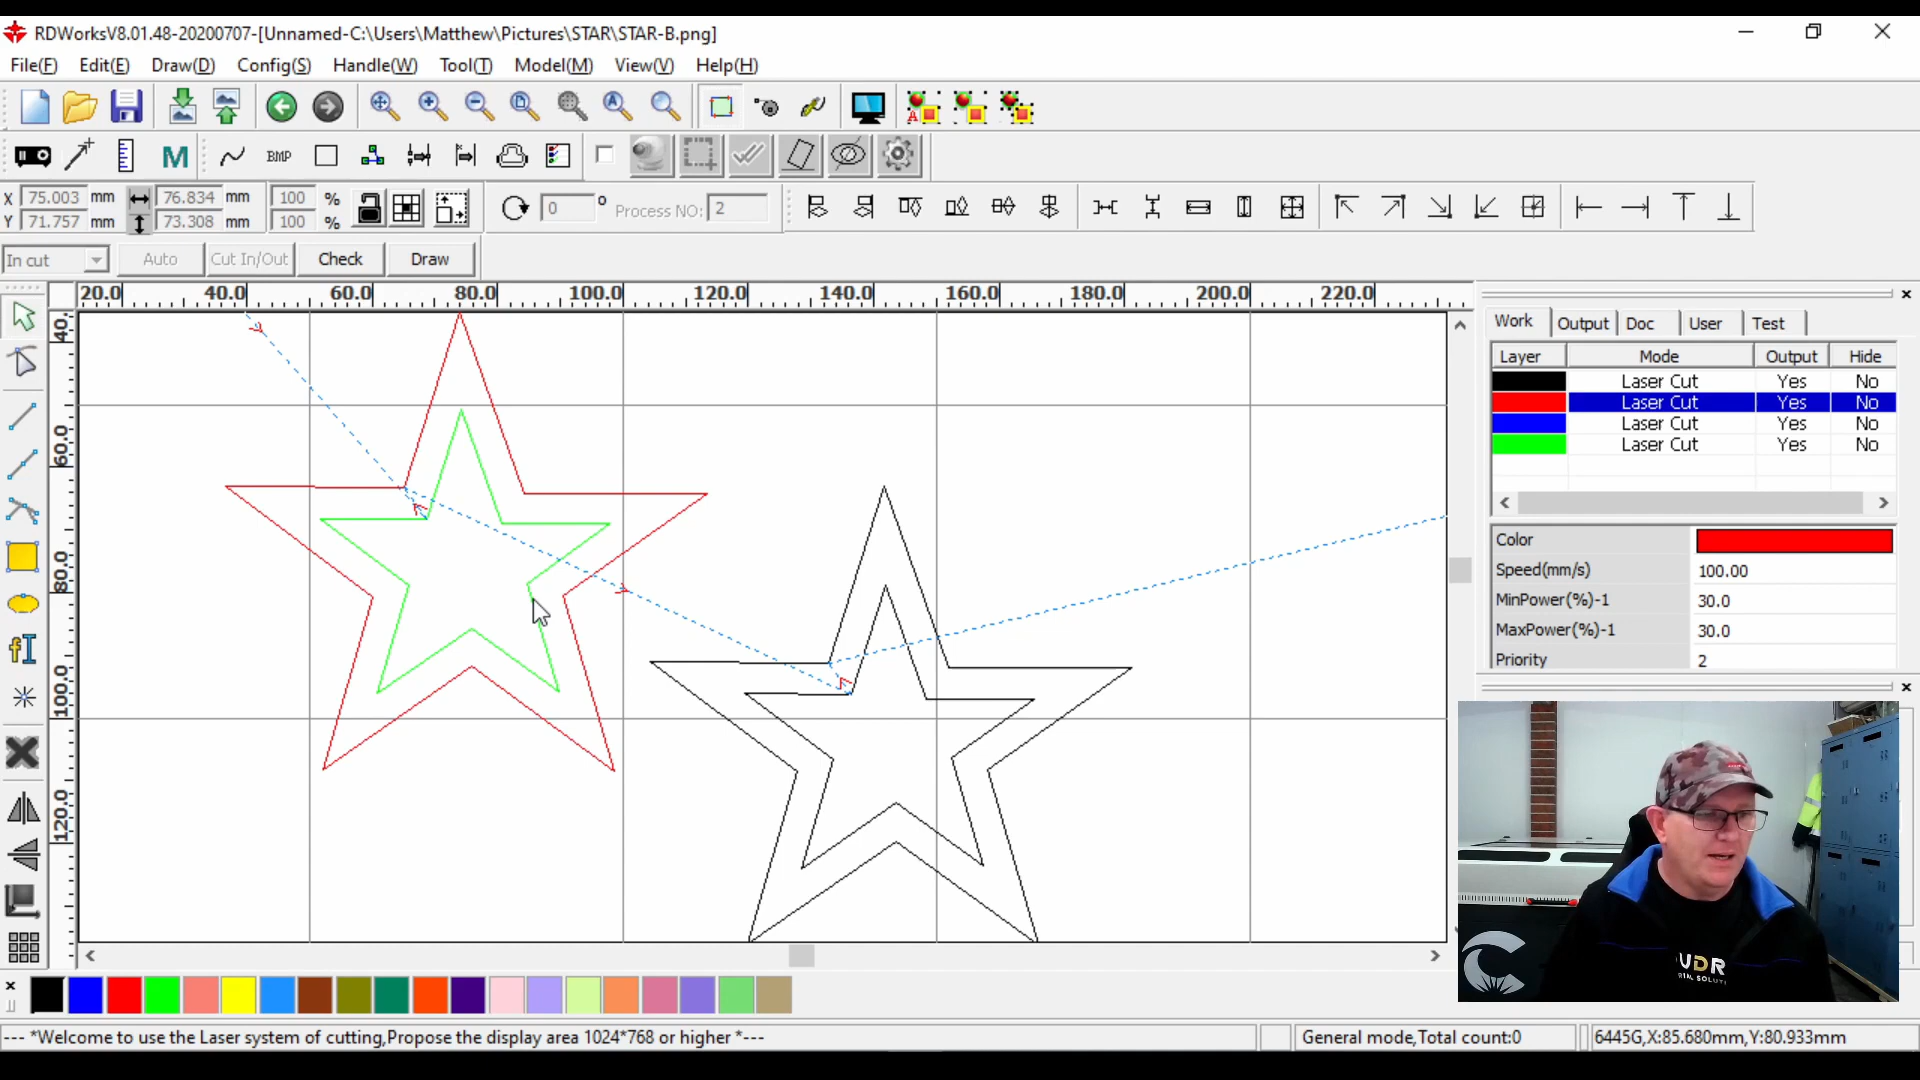 RDWorksV8.01.48-20200707-[Unnamed-C:\Users\Matthew\Pictures\STAR\STAR-B.png]
File(F) Edit(E) Draw(D) Config(S) Handle(W) Tool(T) Model(M) View(V) Help(H)
A
M BMP
X 75.003 mm 76.834 mm 100 %
Y 71.757 mm 73.308 mm 100 %
0 ° Process NO: 2
In cut Auto Cut In/Out Check Draw
20.0 40.0 60.0 80.0 100.0 120.0 140.0 160.0 180.0 200.0 220.0
40.
60.0
80.0
100.0
120.0
Work Output Doc User Test
Layer Mode Output Hide
Laser Cut Yes No
Laser Cut Yes No
Laser Cut Yes No
Laser Cut Yes No
Color
Speed(mm/s) 100.00
MinPower(%)-1 30.0
MaxPower(%)-1 30.0
Priority 2
UDR
RIAL SOLUT
--- *Welcome to use the Laser system of cutting,Propose the display area 1024*768 or higher *---
General mode,Total count:0
6445G,X:85.680mm,Y:80.933mm